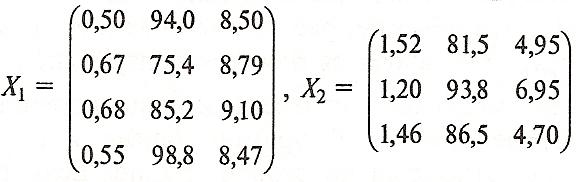 X₁ = (0,50 94,0 8,50
0,67 75,4 8,79
0,68 85,2 9,10
0,55 98,8 8,47)
, X₂ = (1,52 81,5 4,95
1,20 93,8 6,95
1,46 86,5 4,70)